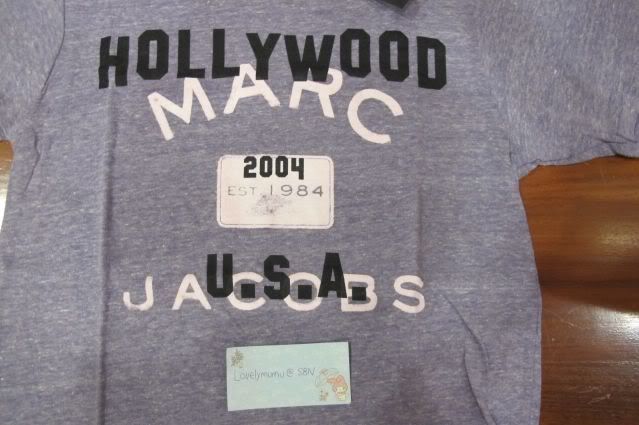 HOLLYWOOD
MARC
2004
EST. 1984
U.S.A.
JACOBS
Lovelymumu@ SBN